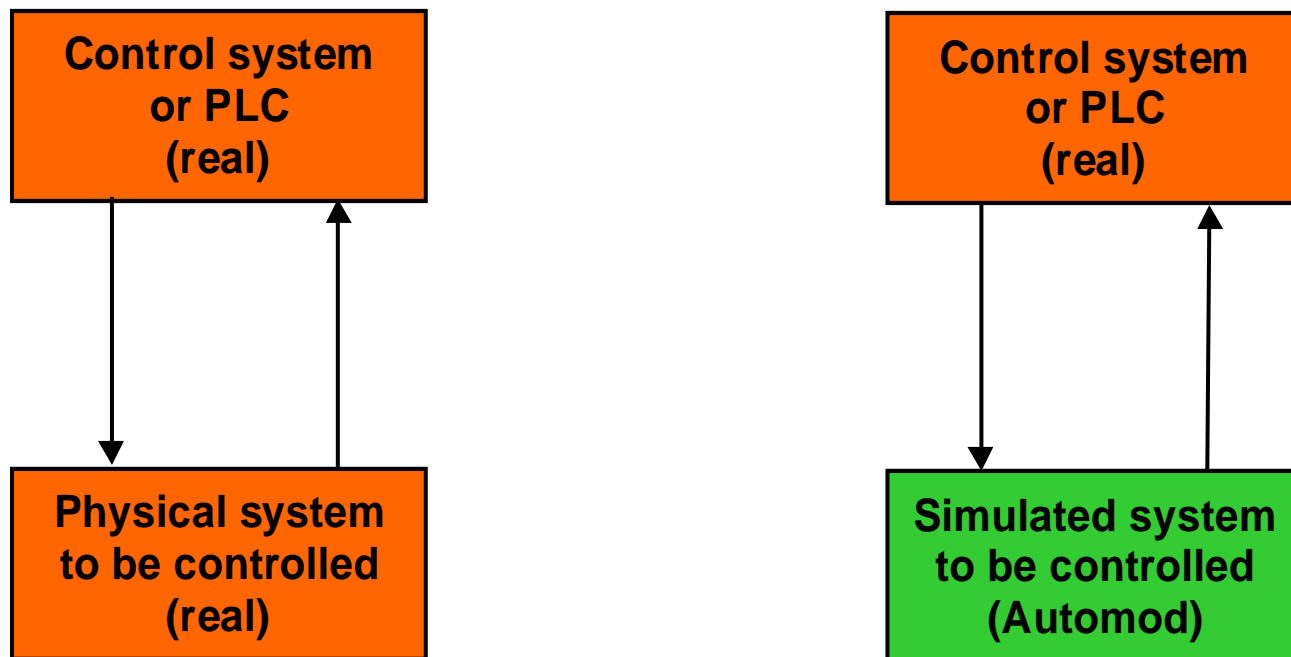 Control system
or PLC
(real)
Control system
or PLC
(real)
Physical system
to be controlled
(real)
Simulated system
to be controlled
(Automod)